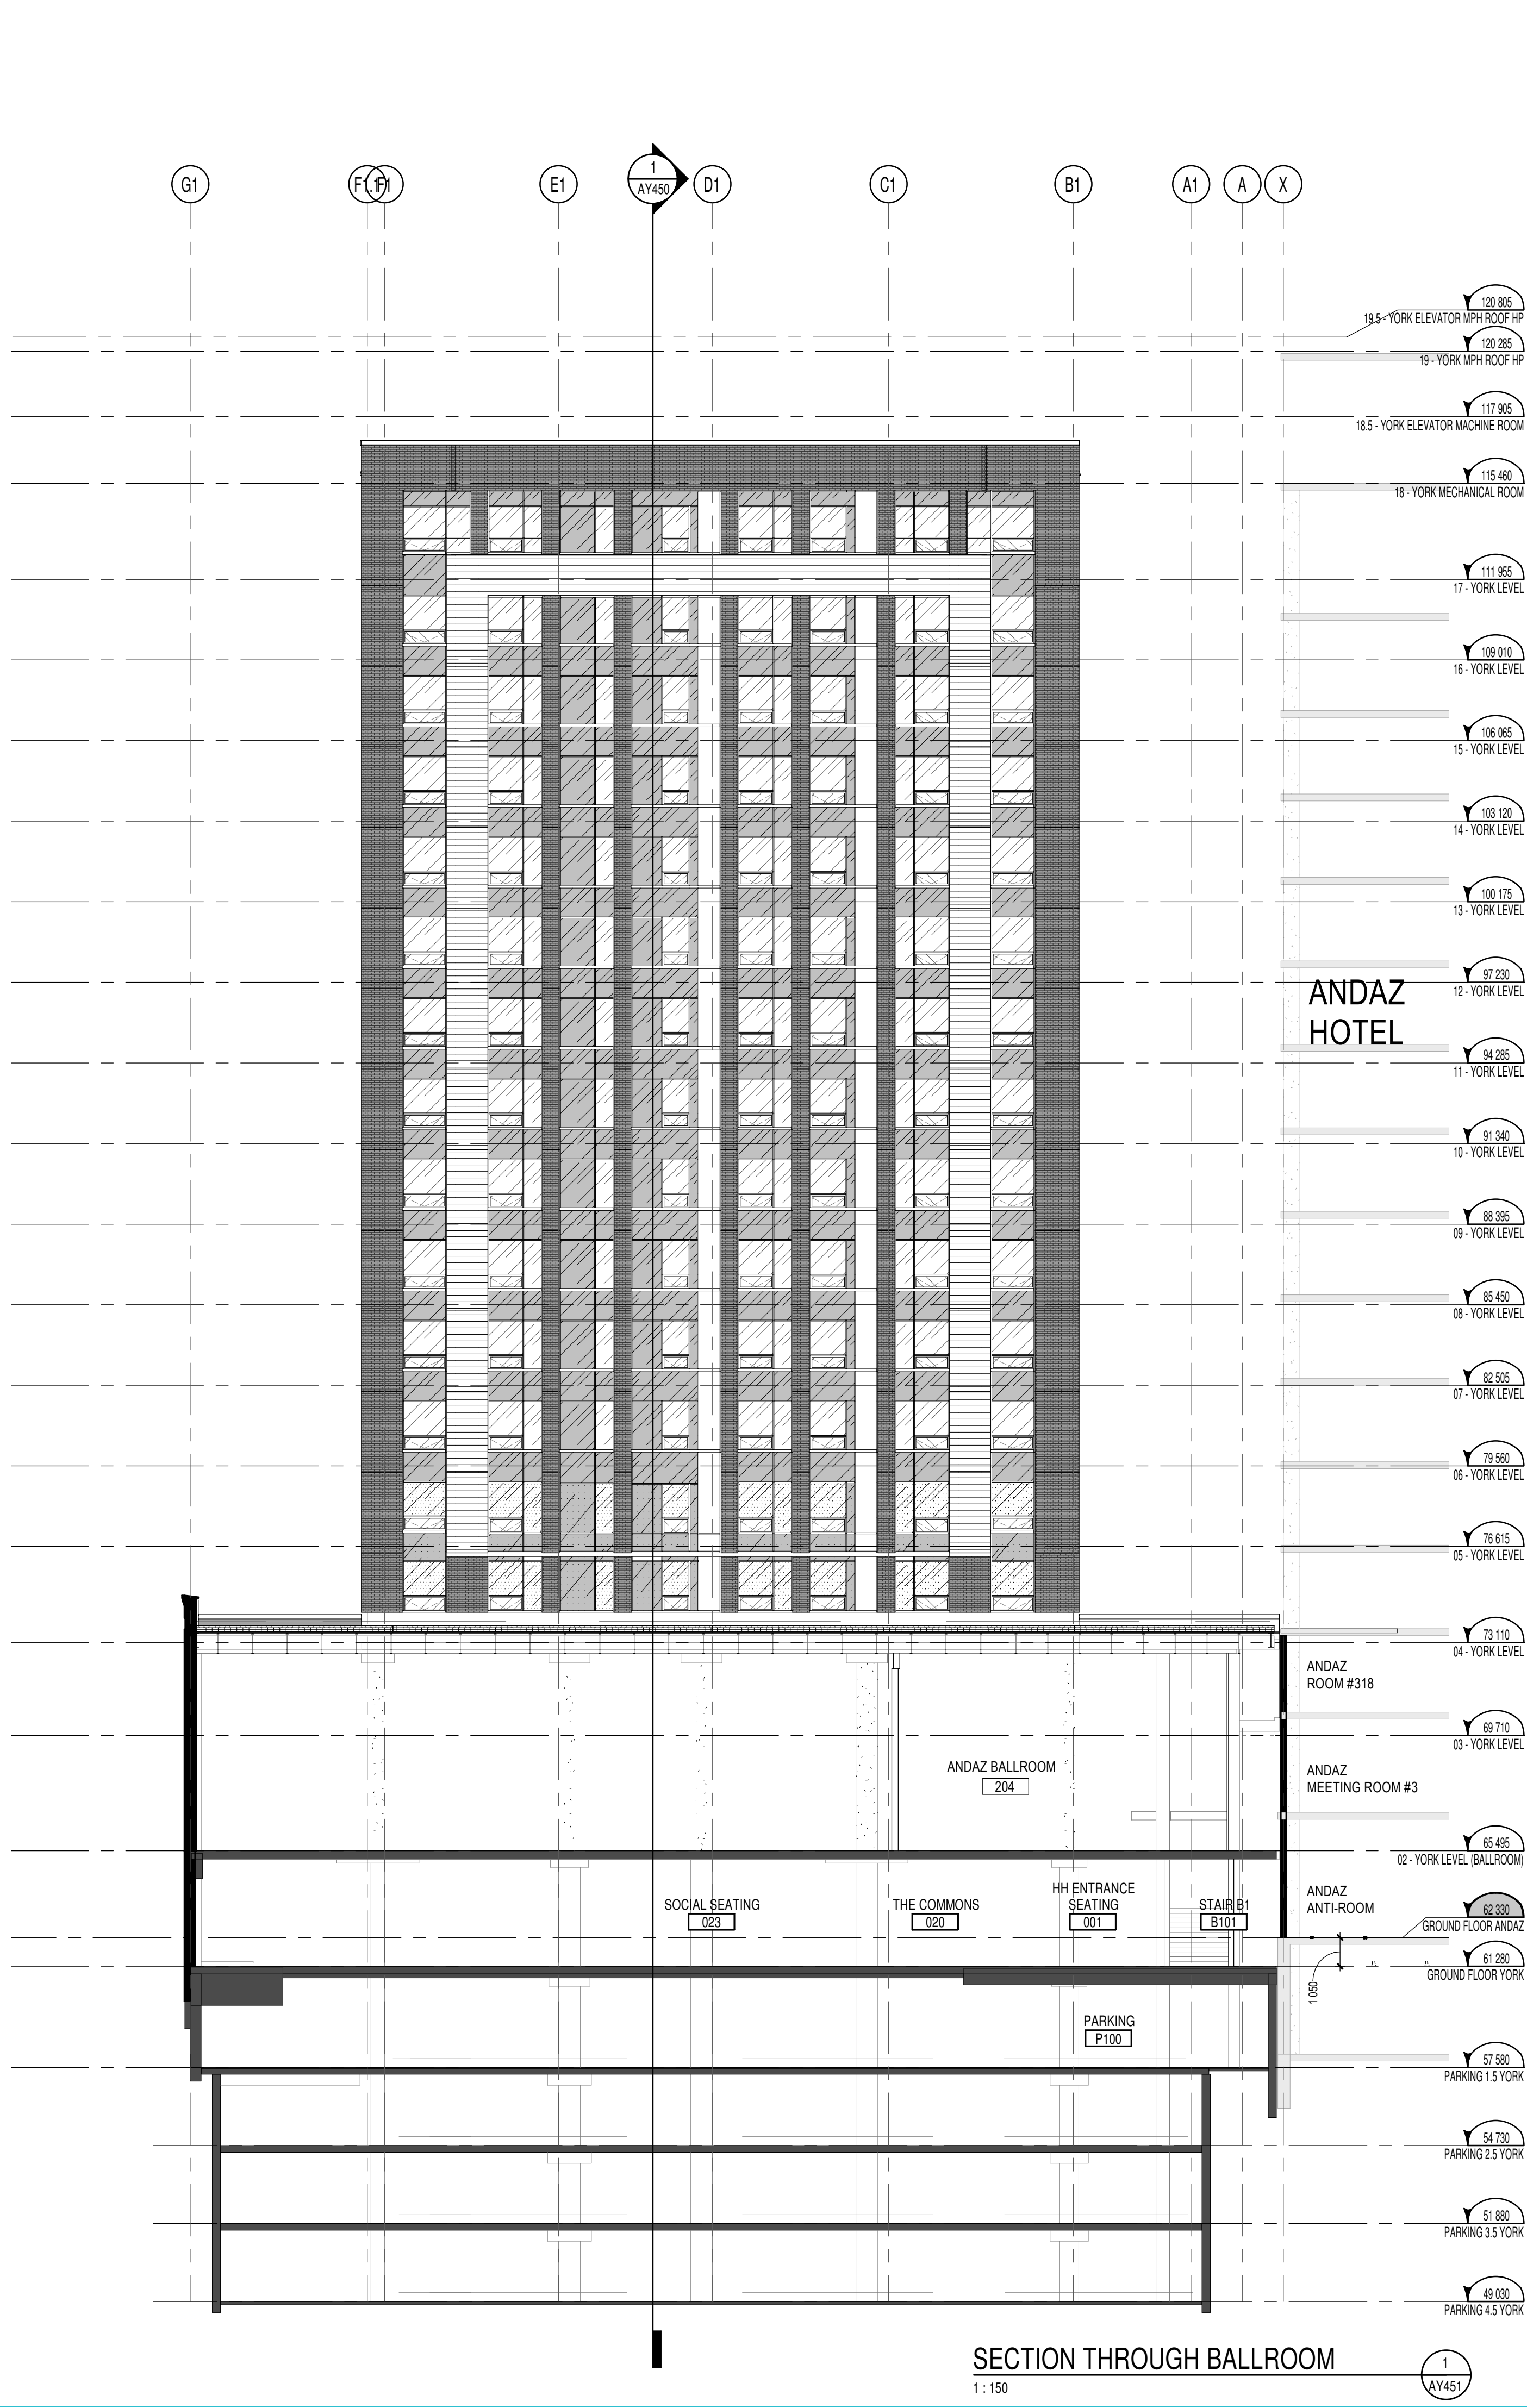 G1
F1.1
F1
E1
1
AY450
D1
C1
B1
A1
A
X
120 805
19.5 - YORK ELEVATOR MPH ROOF HP
120 285
19 - YORK MPH ROOF HP
117 905
18.5 - YORK ELEVATOR MACHINE ROOM
115 460
18 - YORK MECHANICAL ROOM
111 955
17 - YORK LEVEL
109 010
16 - YORK LEVEL
106 065
15 - YORK LEVEL
103 120
14 - YORK LEVEL
100 175
13 - YORK LEVEL
97 230
12 - YORK LEVEL
ANDAZ
HOTEL
94 285
11 - YORK LEVEL
91 340
10 - YORK LEVEL
88 395
09 - YORK LEVEL
85 450
08 - YORK LEVEL
82 505
07 - YORK LEVEL
79 560
06 - YORK LEVEL
76 615
05 - YORK LEVEL
73 110
04 - YORK LEVEL
ANDAZ
ROOM #318
69 710
03 - YORK LEVEL
ANDAZ BALLROOM
204
ANDAZ
MEETING ROOM #3
65 495
02 - YORK LEVEL (BALLROOM)
SOCIAL SEATING
023
THE COMMONS
020
HH ENTRANCE
SEATING
001
STAIR B1
B101
ANDAZ
ANTI-ROOM
62 330
GROUND FLOOR ANDAZ
61 280
GROUND FLOOR YORK
1 050
PARKING
P100
57 580
PARKING 1.5 YORK
54 730
PARKING 2.5 YORK
51 880
PARKING 3.5 YORK
49 030
PARKING 4.5 YORK
SECTION THROUGH BALLROOM
1 : 150
1
AY451